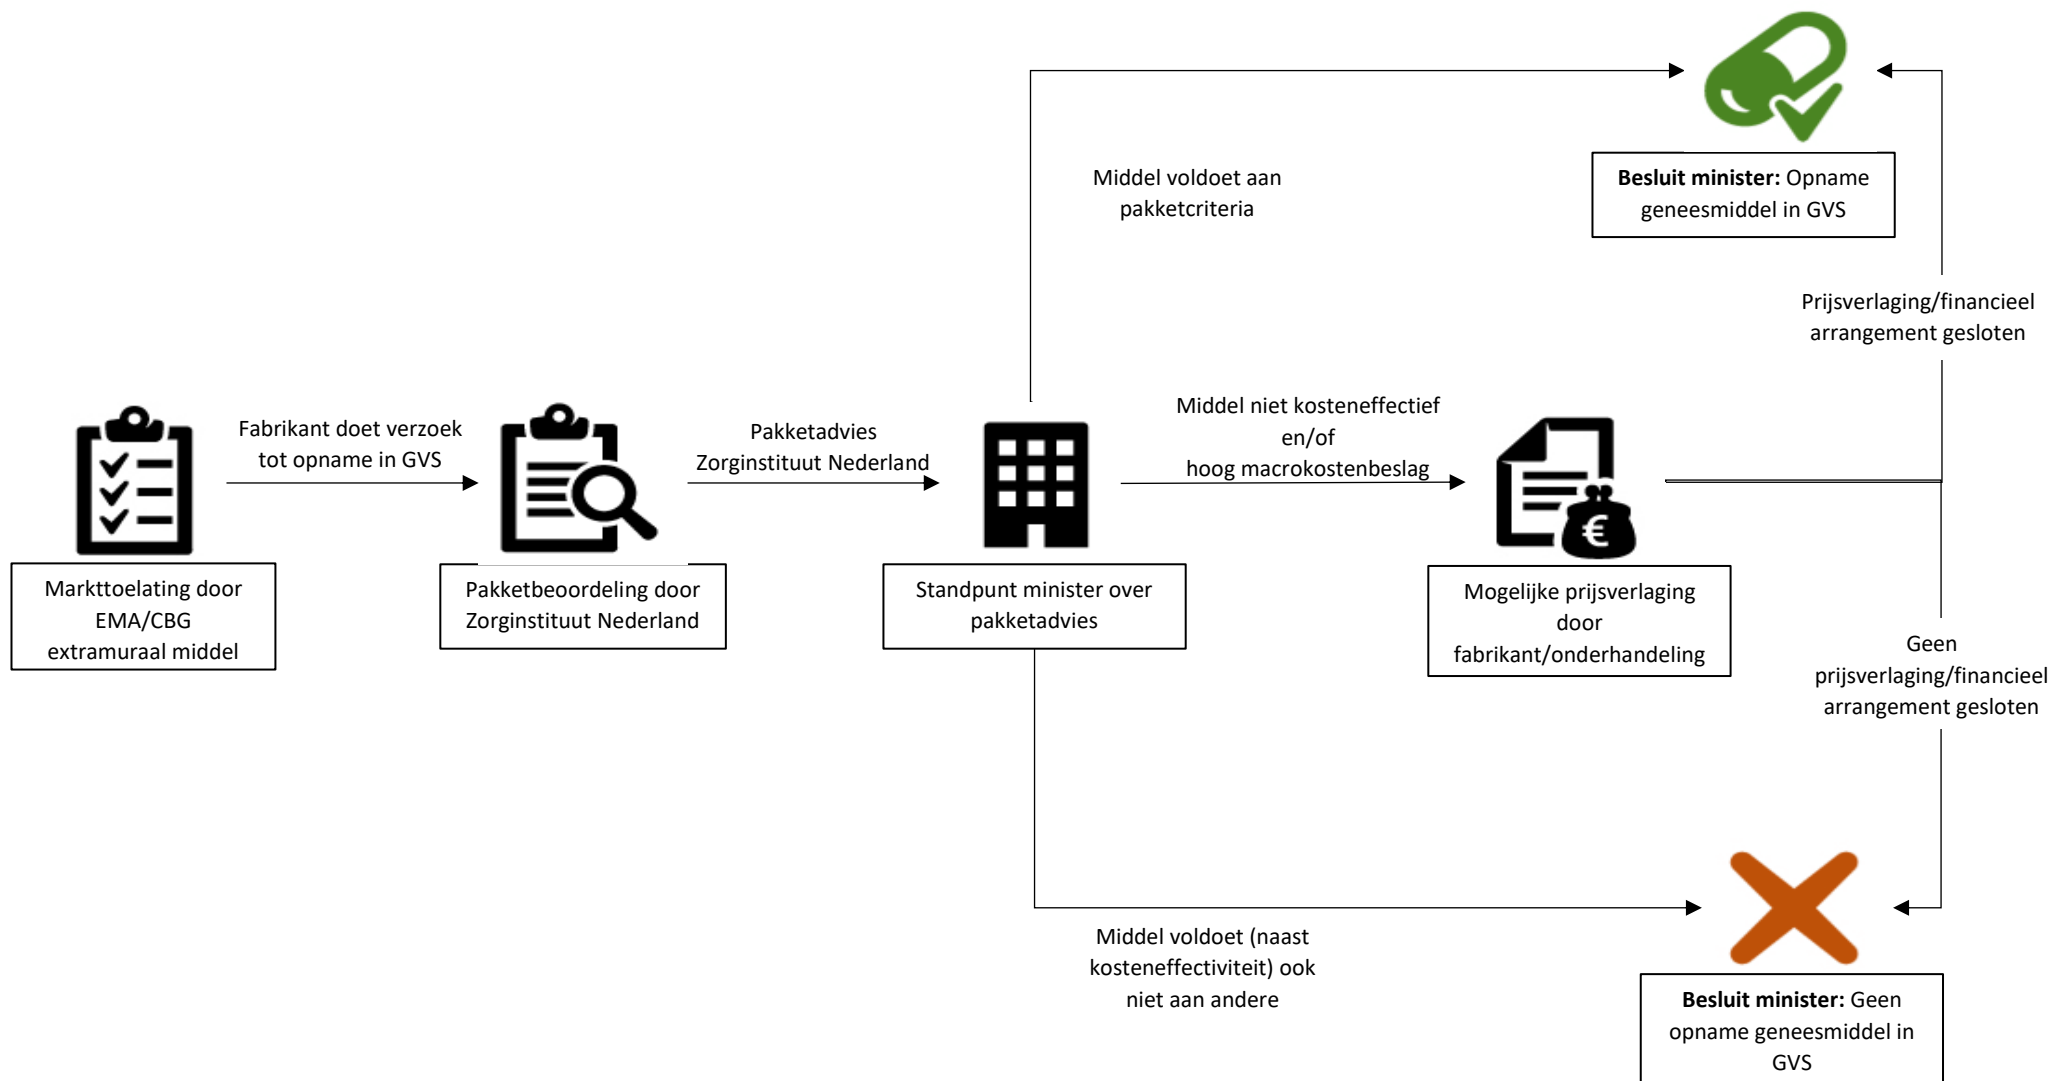 Middel voldoet aan
pakketcriteria
Besluit minister: Opname
geneesmiddel in GVS
Prijsverlaging/financieel
arrangement gesloten
Fabrikant doet verzoek
tot opname in GVS
Pakketadvies
Zorginstituut Nederland
Middel niet kosteneffectief
en/of
hoog macrokostenbeslag
€
Markttoelating door
EMA/CBG
extramuraal middel
Pakketbeoordeling door
Zorginstituut Nederland
Standpunt minister over
pakketadvies
Mogelijke prijsverlaging
door
fabrikant/onderhandeling
Geen
prijsverlaging/financieel
arrangement gesloten
Middel voldoet (naast
kosteneffectiviteit) ook
niet aan andere
Besluit minister: Geen
opname geneesmiddel in
GVS